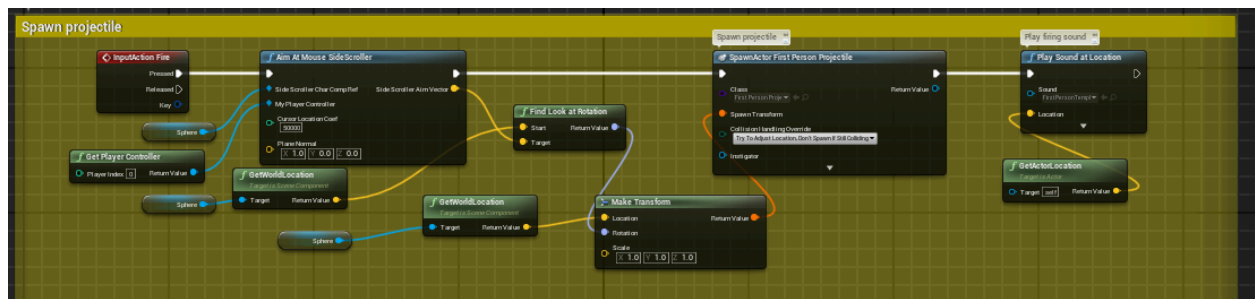 Spawn projectile
InputAction Fire
Pressed
Released
Key
Sphere
Get Player Controller
Player Index 0 Return Value
Sphere
Aim At Mouse SideScroller
Side Scroller Char Comp Ref Side Scroller Aim Vector
My Player Controller
Cursor Location Coef
50000
Plane Normal
X 1.0 Y 0.0 Z 0.0
GetWorldLocation
Target is Scene Component
Target Return Value
Sphere
GetWorldLocation
Target is Scene Component
Target Return Value
Find Look at Rotation
Start Return Value
Target
Make Transform
Location Return Value
Rotation
Scale
X 1.0 Y 1.0 Z 1.0
Spawn projectile
SpawnActor First Person Projectile
Class Return Value
First Person Proje
Spawn Transform
Collision Handling Override
Try To Adjust Location, Don't Spawn If Still Colliding
Instigator
Play firing sound
Play Sound at Location
Sound
FirstPersonTempl
Location
GetActorLocation
Target is Actor
Target self Return Value